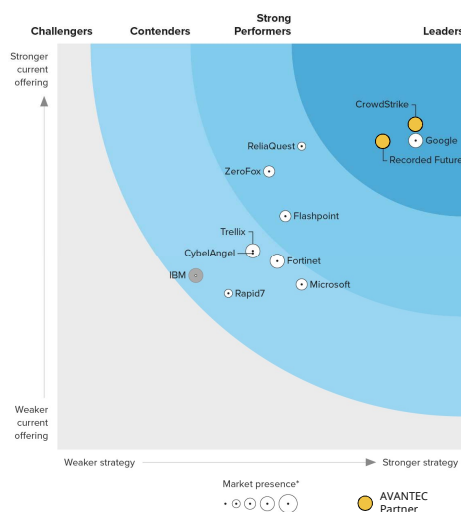 Strong
Challengers Contenders Performers Leaders
Stronger
current
offering
CrowdStrike
Google
ReliaQuest
Recorded Future
ZeroFox
Flashpoint
Trellix
CybelAngel
Fortinet
IBM
Microsoft
Rapid7
Weaker
current
offering
Weaker strategy Stronger strategy
Market presence*
AVANTEC
Partner